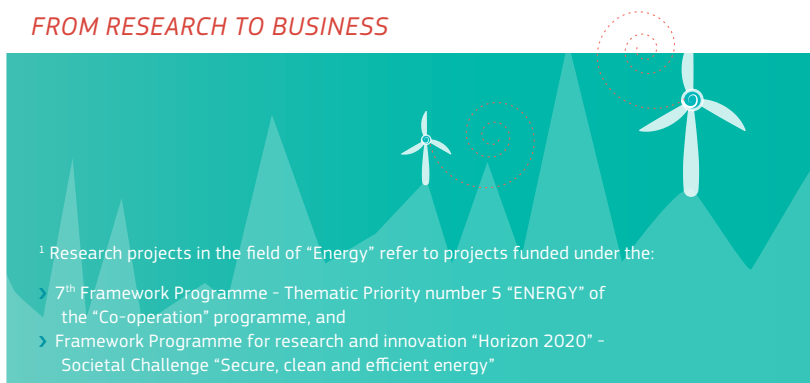 FROM RESEARCH TO BUSINESS
¹ Research projects in the field of “Energy” refer to projects funded under the:
› 7th Framework Programme - Thematic Priority number 5 “ENERGY” of
the “Co-operation” programme, and
› Framework Programme for research and innovation “Horizon 2020” -
Societal Challenge “Secure, clean and efficient energy”